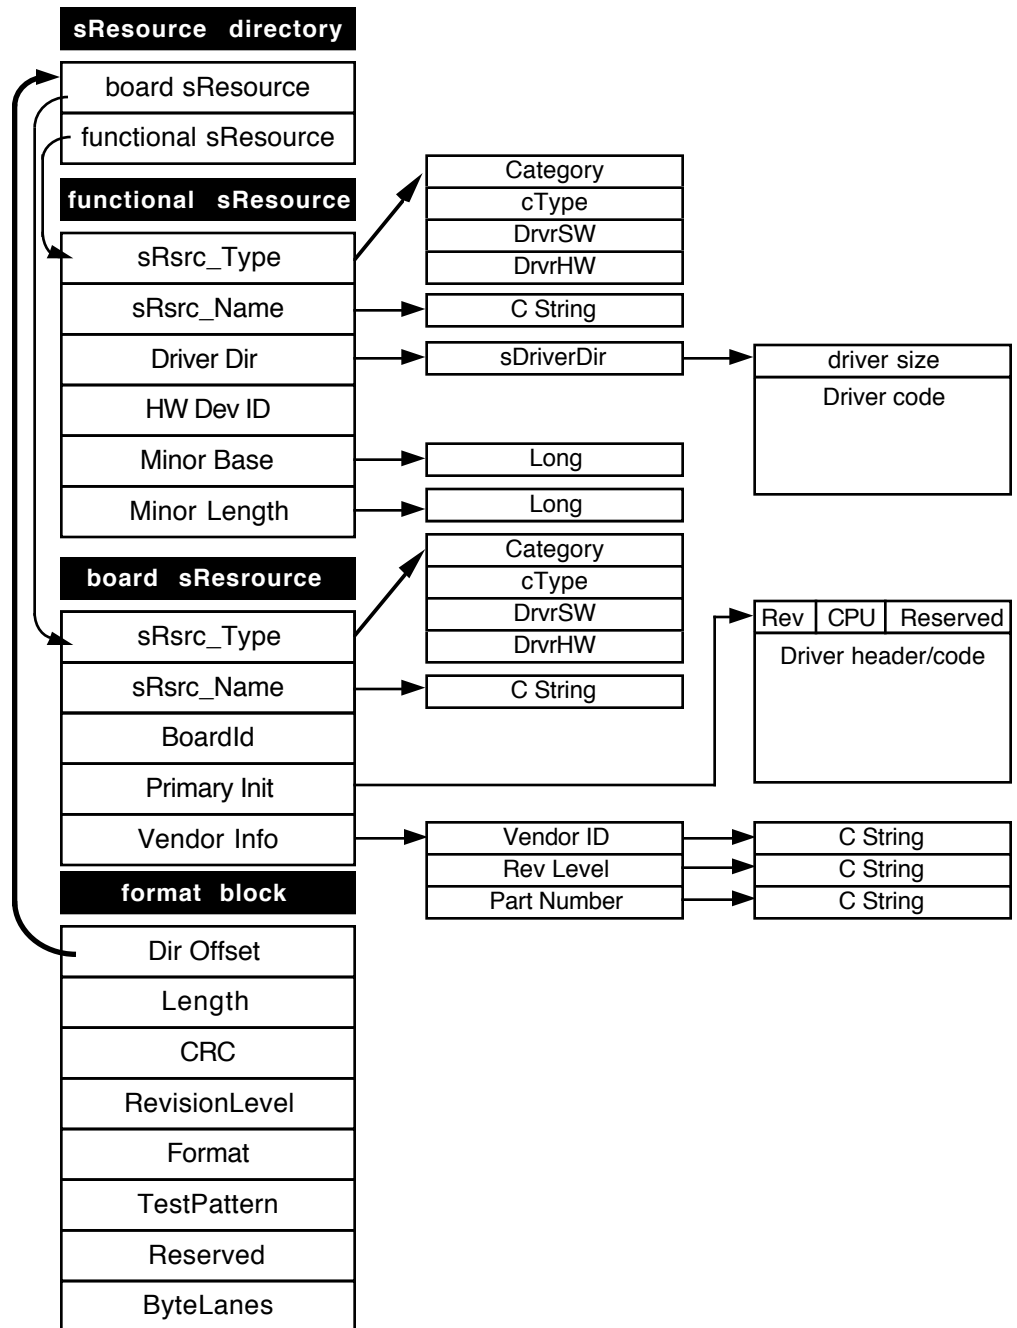 sResource directory
board sResource
functional sResource
functional sResource
sRsrc_Type
sRsrc_Name
Driver Dir
HW Dev ID
Minor Base
Minor Length
Category
cType
DrvrSW
DrvrHW
C String
sDriverDir
driver size
Driver code
Long
Long
board sResrource
sRsrc_Type
sRsrc_Name
BoardId
Primary Init
Vendor Info
Category
cType
DrvrSW
DrvrHW
C String
Rev CPU Reserved
Driver header/code
Vendor ID
Rev Level
Part Number
C String
C String
C String
format block
Dir Offset
Length
CRC
RevisionLevel
Format
TestPattern
Reserved
ByteLanes